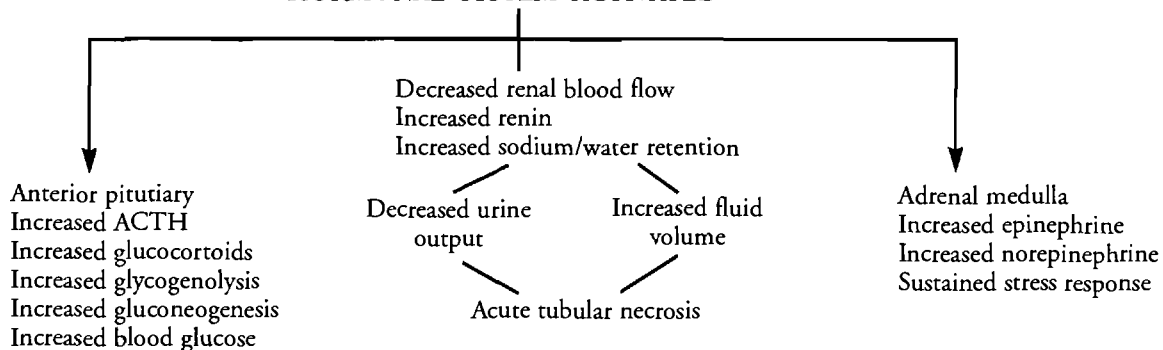 Decreased renal blood flow
Increased renin
Increased sodium/water retention
Anterior pitutiary
Increased ACTH
Increased glucocortoids
Increased glycogenolysis
Increased gluconeogenesis
Increased blood glucose
Decreased urine
output
Increased fluid
volume
Acute tubular necrosis
Adrenal medulla
Increased epinephrine
Increased norepinephrine
Sustained stress response